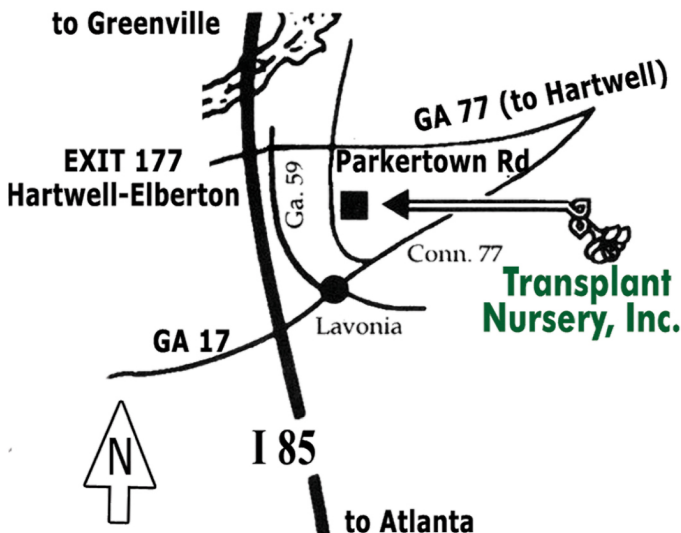 to Greenville
GA 77 (to Hartwell)
EXIT 177
Hartwell-Elberton
Parkertown Rd
Ga. 59
Conn. 77
Transplant
Nursery, Inc.
Lavonia
GA 17
N
I 85
to Atlanta